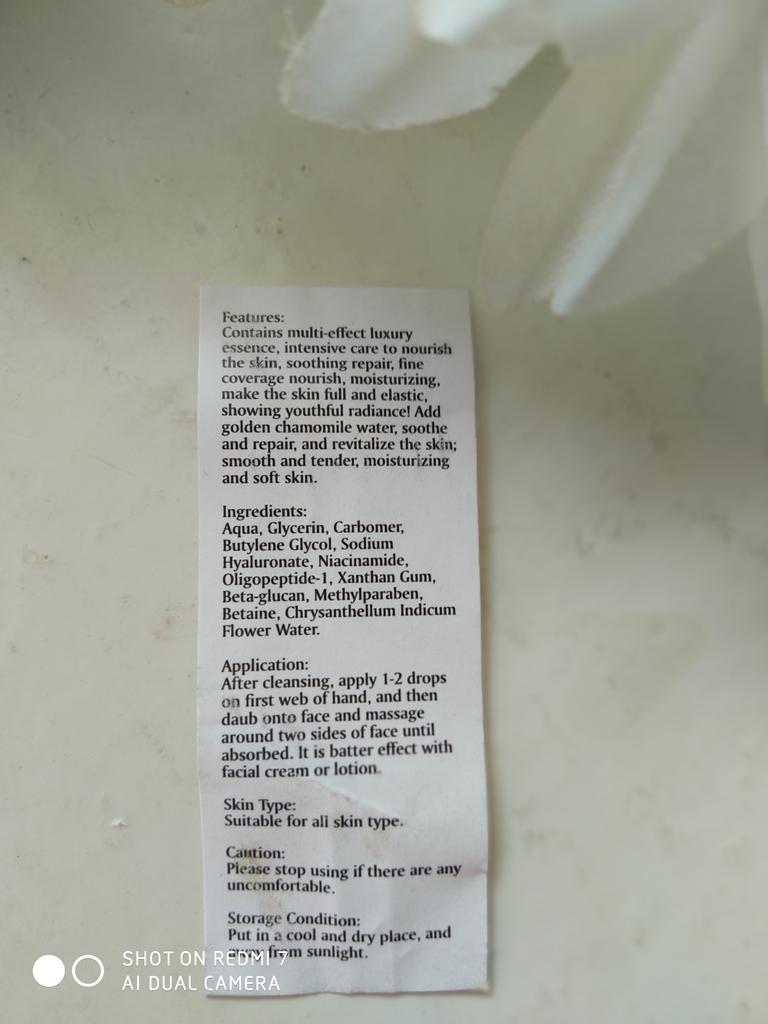 Features:
Contains multi-effect luxury
essence, intensive care to nourish
the skin, soothing repair, fine
coverage nourish, moisturizing,
make the skin full and elastic,
showing youthful radiance! Add
golden chamomile water, soothe
and repair, and revitalize the skin;
smooth and tender, moisturizing
and soft skin.
Ingredients:
Aqua, Glycerin, Carbomer,
Butylene Glycol, Sodium
Hyaluronate, Niacinamide,
Oligopeptide-1, Xanthan Gum,
Beta-glucan, Methylparaben,
Betaine, Chrysanthellum Indicum
Flower Water.
Application:
After cleansing, apply 1-2 drops
on first web of hand, and then
daub onto face and massage
around two sides of face until
absorbed. It is batter effect with
facial cream or lotion.
Skin Type:
Suitable for all skin type.
Caution:
Please stop using if there are any
uncomfortable.
Storage Condition:
Put in a cool and dry place, and
away from sunlight.
SHOT ON REDMI 7
AI DUAL CAMERA